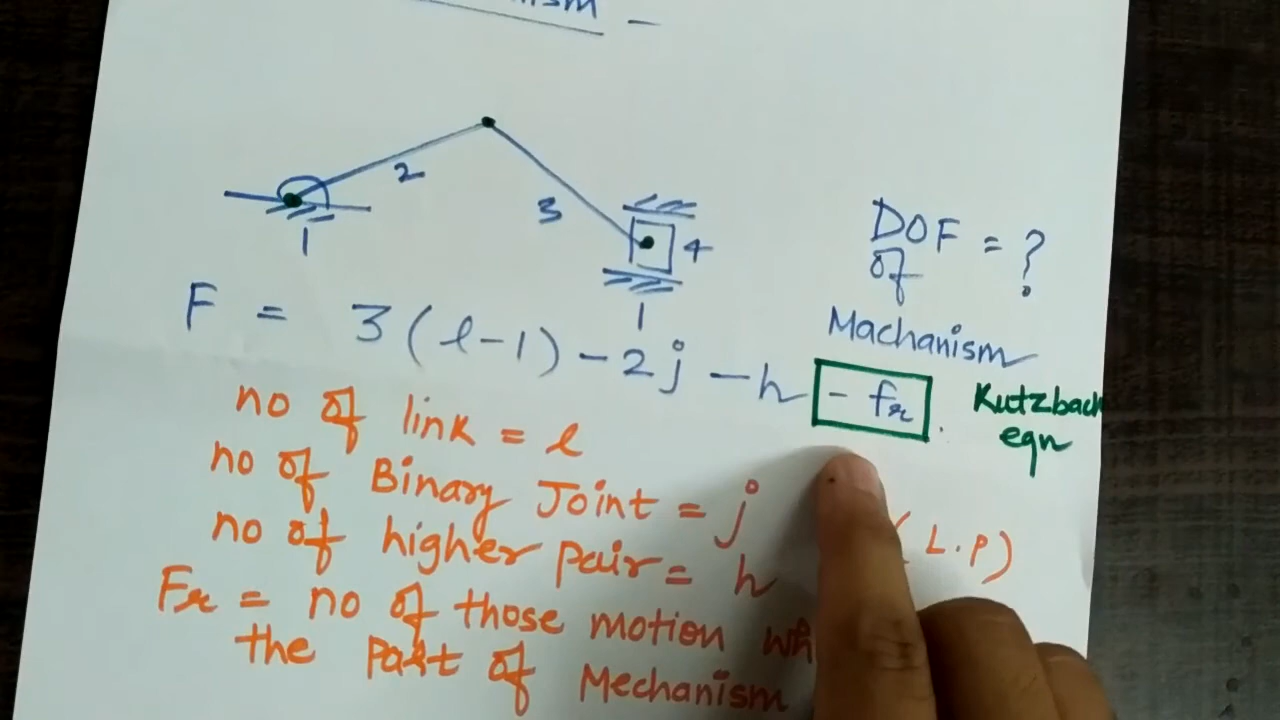 2
3
4
1
1
DOF = ?
of
Machanism
F = 3(l-1) - 2j - h - fr.
Kutzback
eqn
no of link = l
no of Binary Joint = j (L.P)
no of higher pair = h
Fr = no of those motion
the part of Mechanism